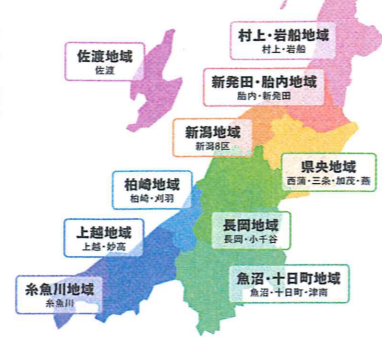 村上・岩船地域
村上・岩船
佐渡地域
佐渡
新発田・胎内地域
胎内・新発田
新潟地域
新潟8区
県央地域
西蒲・三条・加茂・燕
柏崎地域
柏崎・刈羽
長岡地域
長岡・小千谷
上越地域
上越・妙高
魚沼・十日町地域
魚沼・十日町・津南
糸魚川地域
糸魚川